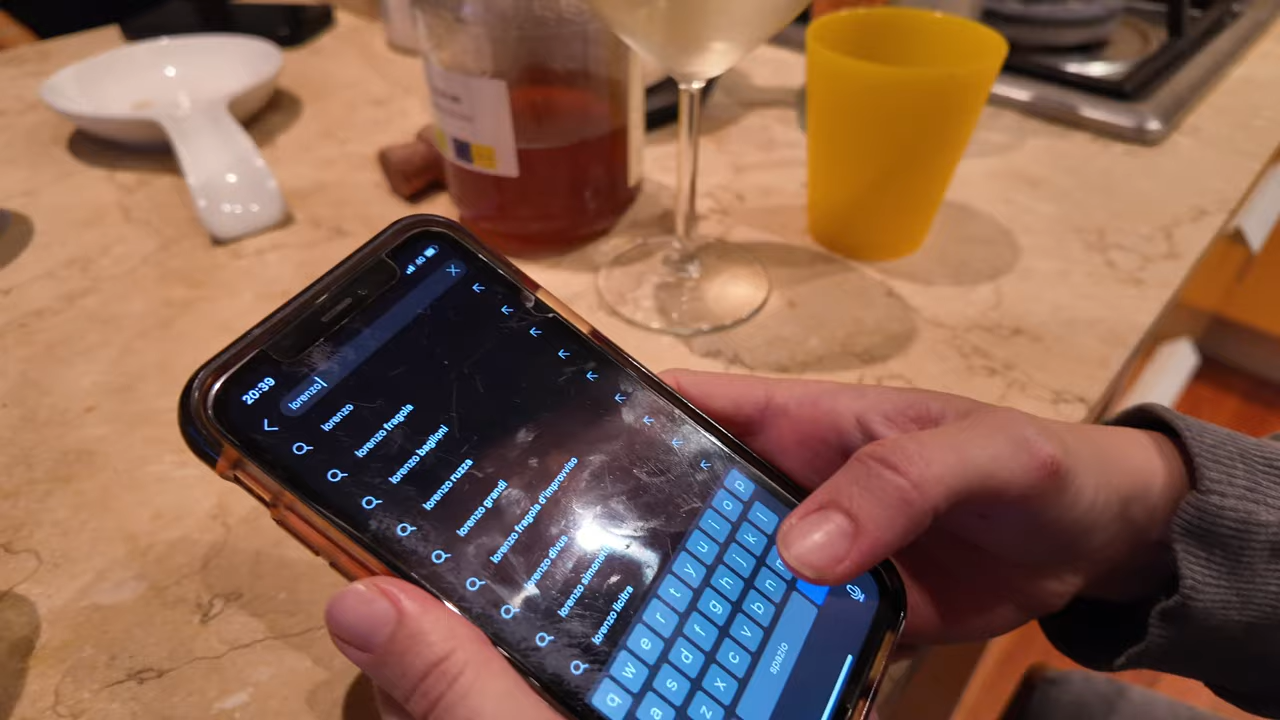 20:39
4G
lorenzo
lorenzo
lorenzo fragola
lorenzo baglioni
lorenzo ruzza
lorenzo grandi
lorenzo fragola d'improvviso
lorenzo divus
lorenzo simonetti
lorenzo licitra
q w e r t y u i o p
a s d f g h j k l
z x c v b n m
spazio